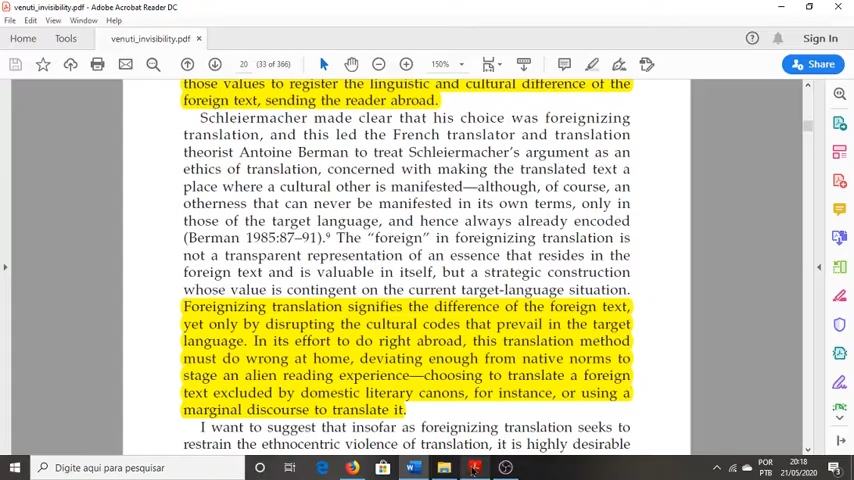 venuti_invisibility.pdf - Adobe Acrobat Reader DC
File Edit View Window Help
Home Tools venuti_invisibility.pdf × Sign In
20 (33 of 366) 150% Share
those values to register the linguistic and cultural difference of the
foreign text, sending the reader abroad.
Schleiermacher made clear that his choice was foreignizing
translation, and this led the French translator and translation
theorist Antoine Berman to treat Schleiermacher's argument as an
ethics of translation, concerned with making the translated text a
place where a cultural other is manifested—although, of course, an
otherness that can never be manifested in its own terms, only in
those of the target language, and hence always already encoded
(Berman 1985:87–91).⁹ The “foreign” in foreignizing translation is
not a transparent representation of an essence that resides in the
foreign text and is valuable in itself, but a strategic construction
whose value is contingent on the current target-language situation.
Foreignizing translation signifies the difference of the foreign text,
yet only by disrupting the cultural codes that prevail in the target
language. In its effort to do right abroad, this translation method
must do wrong at home, deviating enough from native norms to
stage an alien reading experience—choosing to translate a foreign
text excluded by domestic literary canons, for instance, or using a
marginal discourse to translate it.
I want to suggest that insofar as foreignizing translation seeks to
restrain the ethnocentric violence of translation, it is highly desirable
Digite aqui para pesquisar
POR 20:18
PTB 21/05/2020